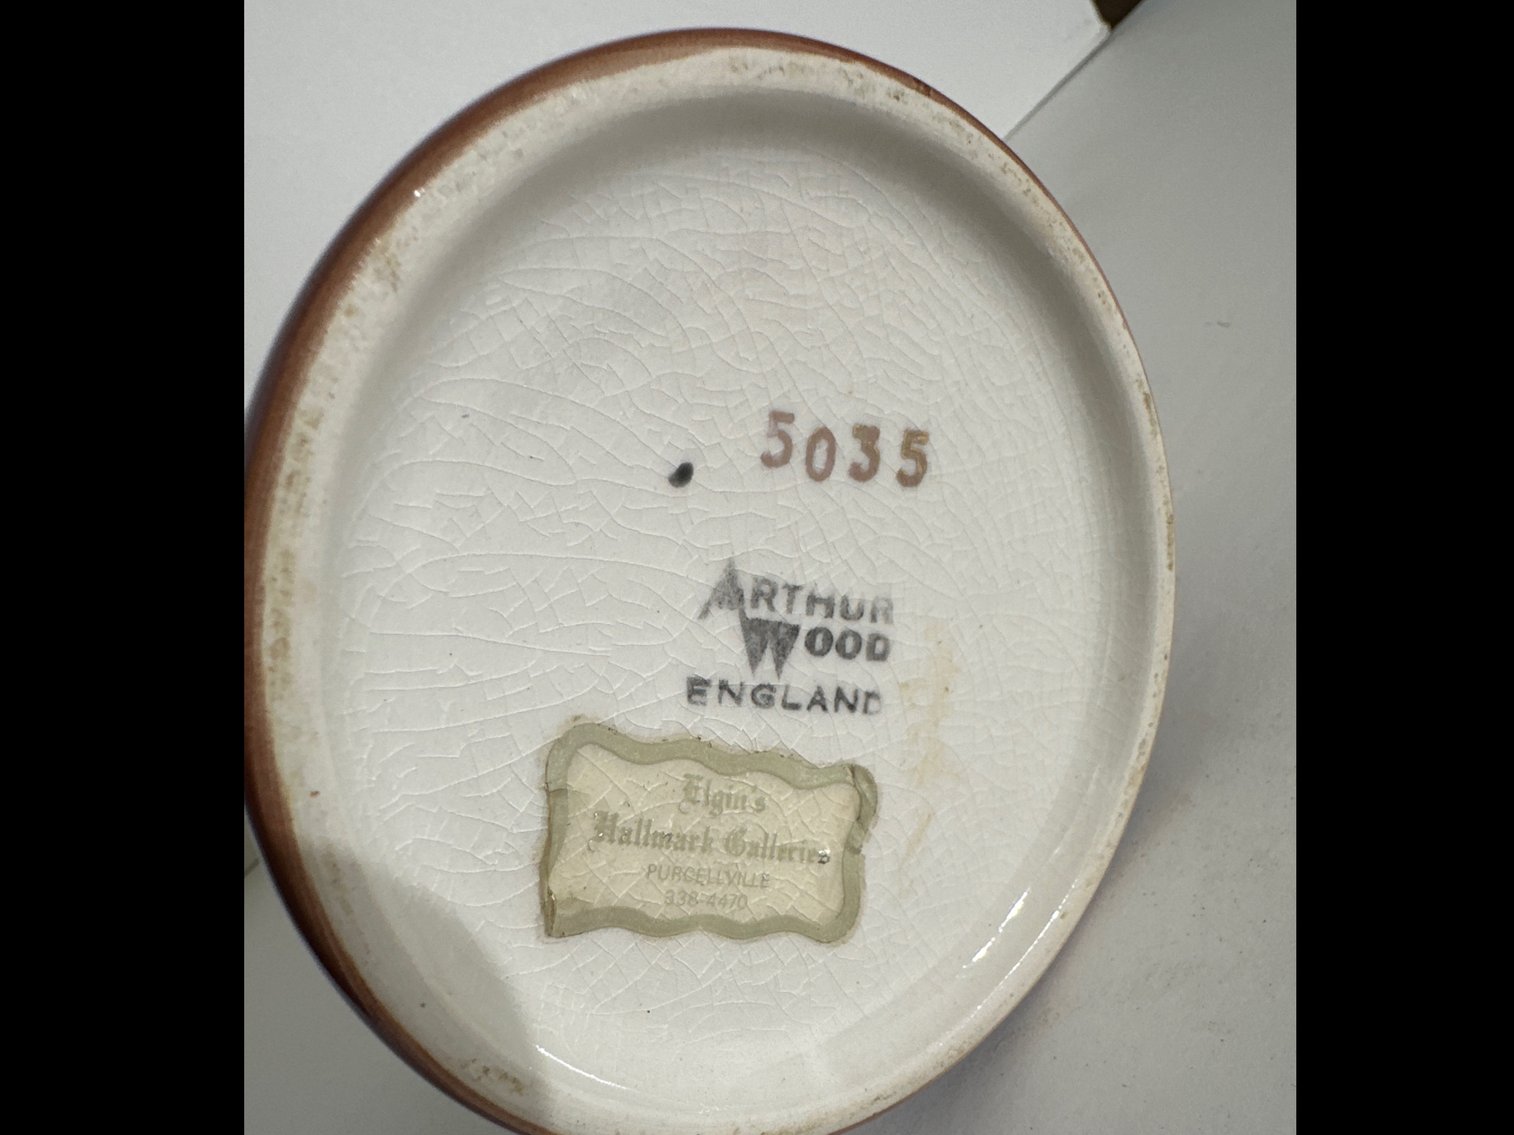 5035
ARTHUR
WOOD
ENGLAND
Elgin's
Hallmark Galleries
PURCELLVILLE
338-4470